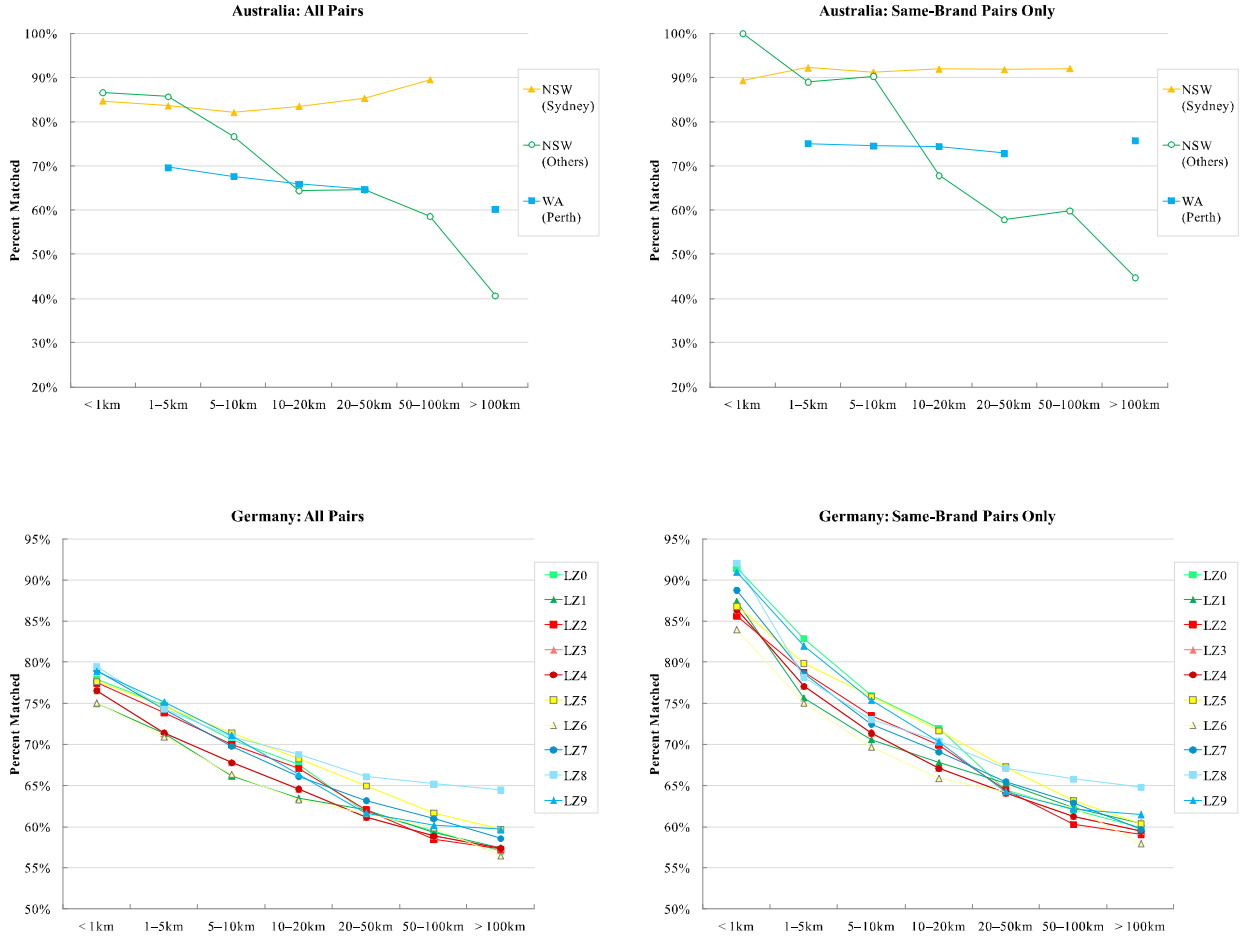 Australia: All Pairs
100%
90%
80%
70%
60%
50%
40%
30%
20%
Percent Matched
< 1km
1–5km
5–10km
10–20km
20–50km
50–100km
> 100km
NSW
(Sydney)
NSW
(Others)
WA
(Perth)
Australia: Same-Brand Pairs Only
100%
90%
80%
70%
60%
50%
40%
30%
20%
Percent Matched
< 1km
1–5km
5–10km
10–20km
20–50km
50–100km
> 100km
NSW
(Sydney)
NSW
(Others)
WA
(Perth)
Germany: All Pairs
95%
90%
85%
80%
75%
70%
65%
60%
55%
50%
Percent Matched
< 1km
1–5km
5–10km
10–20km
20–50km
50–100km
> 100km
LZ0
LZ1
LZ2
LZ3
LZ4
LZ5
LZ6
LZ7
LZ8
LZ9
Germany: Same-Brand Pairs Only
95%
90%
85%
80%
75%
70%
65%
60%
55%
50%
Percent Matched
< 1km
1–5km
5–10km
10–20km
20–50km
50–100km
> 100km
LZ0
LZ1
LZ2
LZ3
LZ4
LZ5
LZ6
LZ7
LZ8
LZ9